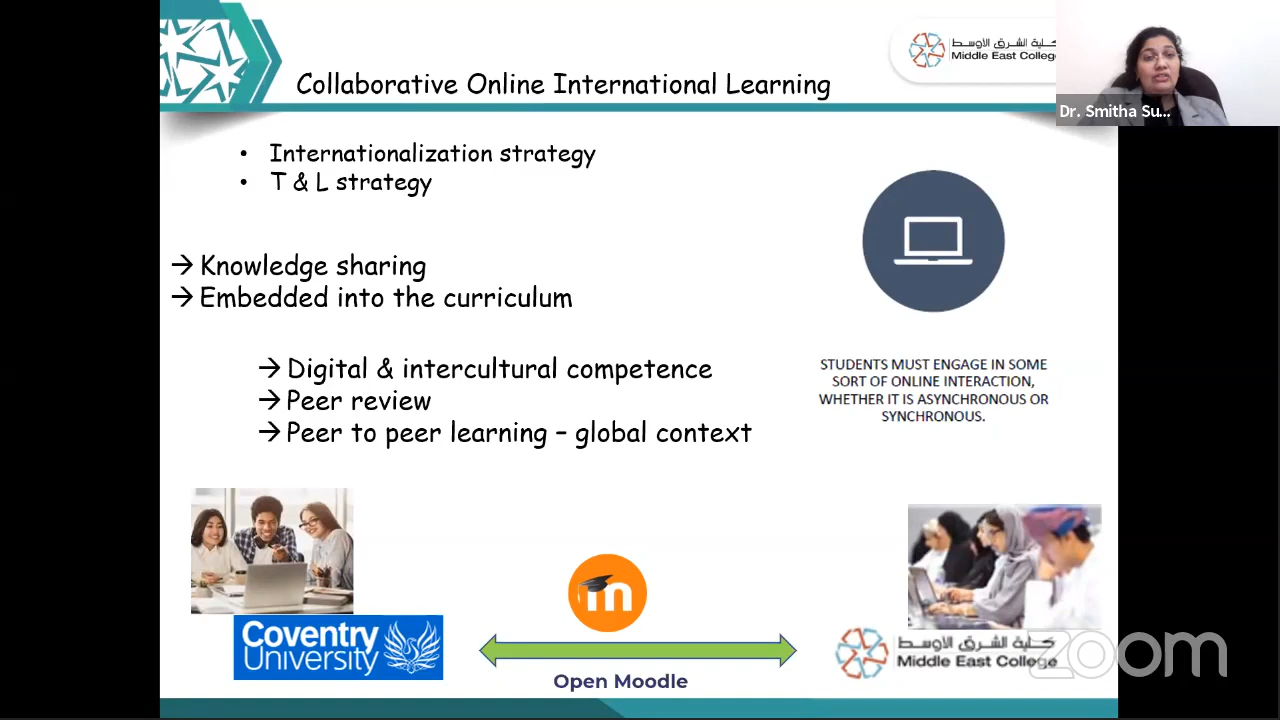 كلية الشرق الأوسط
Middle East College
Collaborative Online International Learning
Dr. Smitha Su...
• Internationalization strategy
• T & L strategy
→ Knowledge sharing
→ Embedded into the curriculum
→ Digital & intercultural competence
→ Peer review
→ Peer to peer learning – global context
STUDENTS MUST ENGAGE IN SOME
SORT OF ONLINE INTERACTION,
WHETHER IT IS ASYNCHRONOUS OR
SYNCHRONOUS.
m
Coventry
University
Open Moodle
كلية الشرق الأوسط
Middle East College
zoom